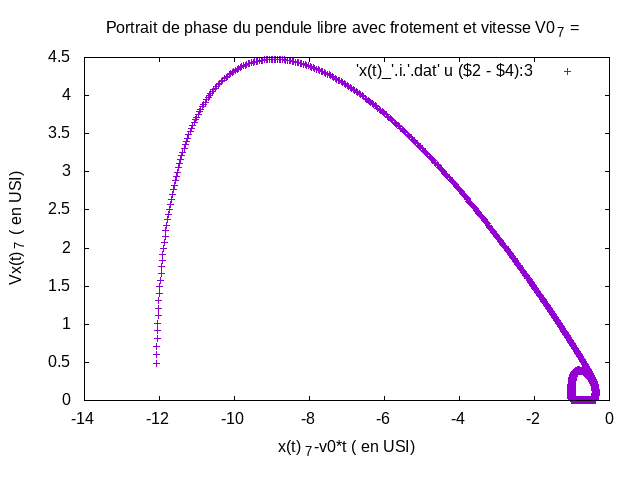 Portrait de phase du pendule libre avec frotement et vitesse V0 7 =
'x(t)_'.i.'.dat' u ($2 - $4):3
4.5
4
3.5
3
2.5
2
1.5
1
0.5
0
Vx(t) 7 ( en USI)
-14 -12 -10 -8 -6 -4 -2 0
x(t) 7-v0*t ( en USI)